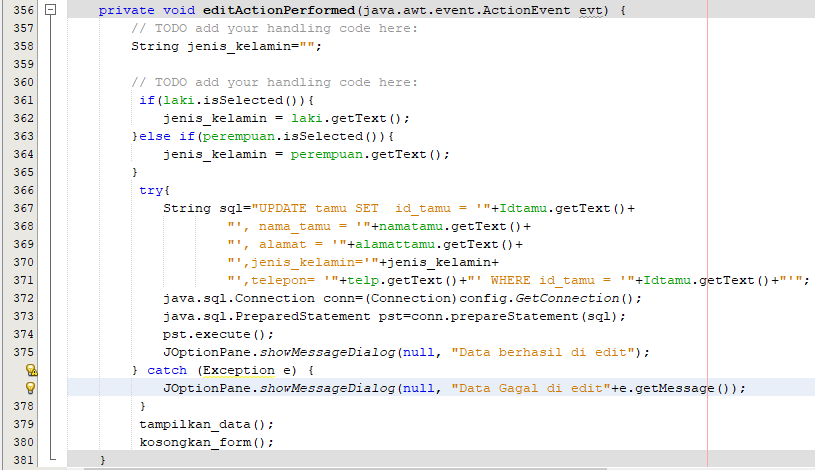 356 private void editActionPerformed(java.awt.event.ActionEvent evt) {
357 // TODO add your handling code here:
358 String jenis_kelamin="";
359
360 // TODO add your handling code here:
361 if(laki.isSelected()){
362 jenis_kelamin = laki.getText();
363 }else if(perempuan.isSelected()){
364 jenis_kelamin = perempuan.getText();
365 }
366 try{
367 String sql="UPDATE tamu SET  id_tamu = '"+Idtamu.getText()+
368 "', nama_tamu = '"+namatamu.getText()+
369 "', alamat = '"+alamattamu.getText()+
370 "',jenis_kelamin='"+jenis_kelamin+
371 "',telepon= '"+telp.getText()+"' WHERE id_tamu = '"+Idtamu.getText()+"'";
372 java.sql.Connection conn=(Connection)config.GetConnection();
373 java.sql.PreparedStatement pst=conn.prepareStatement(sql);
374 pst.execute();
375 JOptionPane.showMessageDialog(null, "Data berhasil di edit");
} catch (Exception e) {
JOptionPane.showMessageDialog(null, "Data Gagal di edit"+e.getMessage());
378 }
379 tampilkan_data();
380 kosongkan_form();
381 }